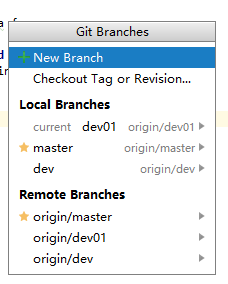 Git Branches
New Branch
Checkout Tag or Revision...
Local Branches
current dev01 origin/dev01
master origin/master
dev origin/dev
Remote Branches
origin/master
origin/dev01
origin/dev